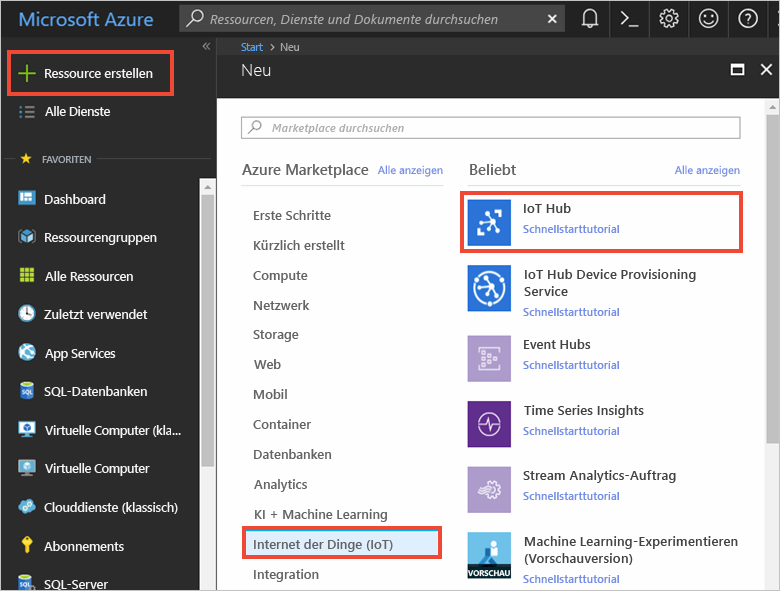 Microsoft Azure
Ressourcen, Dienste und Dokumente durchsuchen
Ressource erstellen
Alle Dienste
FAVORITEN
Dashboard
Ressourcengruppen
Alle Ressourcen
Zuletzt verwendet
App Services
SQL-Datenbanken
Virtuelle Computer (kla...
Virtuelle Computer
Clouddienste (klassisch)
Abonnements
SQL-Server
Start > Neu
Neu
Marketplace durchsuchen
Azure Marketplace Alle anzeigen
Erste Schritte
Kürzlich erstellt
Compute
Netzwerk
Storage
Web
Mobil
Container
Datenbanken
Analytics
KI + Machine Learning
Internet der Dinge (IoT)
Integration
Beliebt Alle anzeigen
IoT Hub
Schnellstarttutorial
IoT Hub Device Provisioning
Service
Schnellstarttutorial
Event Hubs
Schnellstarttutorial
Time Series Insights
Schnellstarttutorial
Stream Analytics-Auftrag
Schnellstarttutorial
VORSCHAU
Machine Learning-Experimentieren
(Vorschauversion)
Schnellstarttutorial